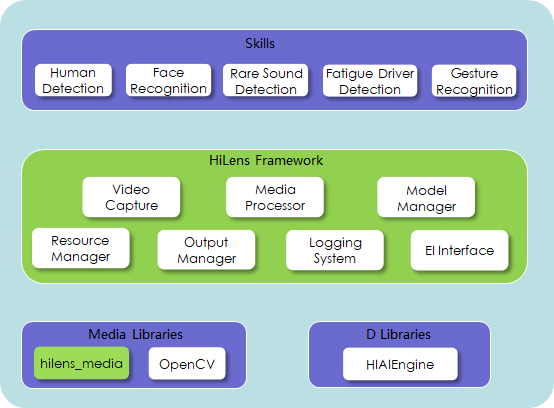 Skills
Human
Detection
Face
Recognition
Rare Sound
Detection
Fatigue Driver
Detection
Gesture
Recognition
HiLens Framework
Video
Capture
Media
Processor
Model
Manager
Resource
Manager
Output
Manager
Logging
System
EI Interface
Media Libraries
hilens_media
OpenCV
D Libraries
HIAIEngine